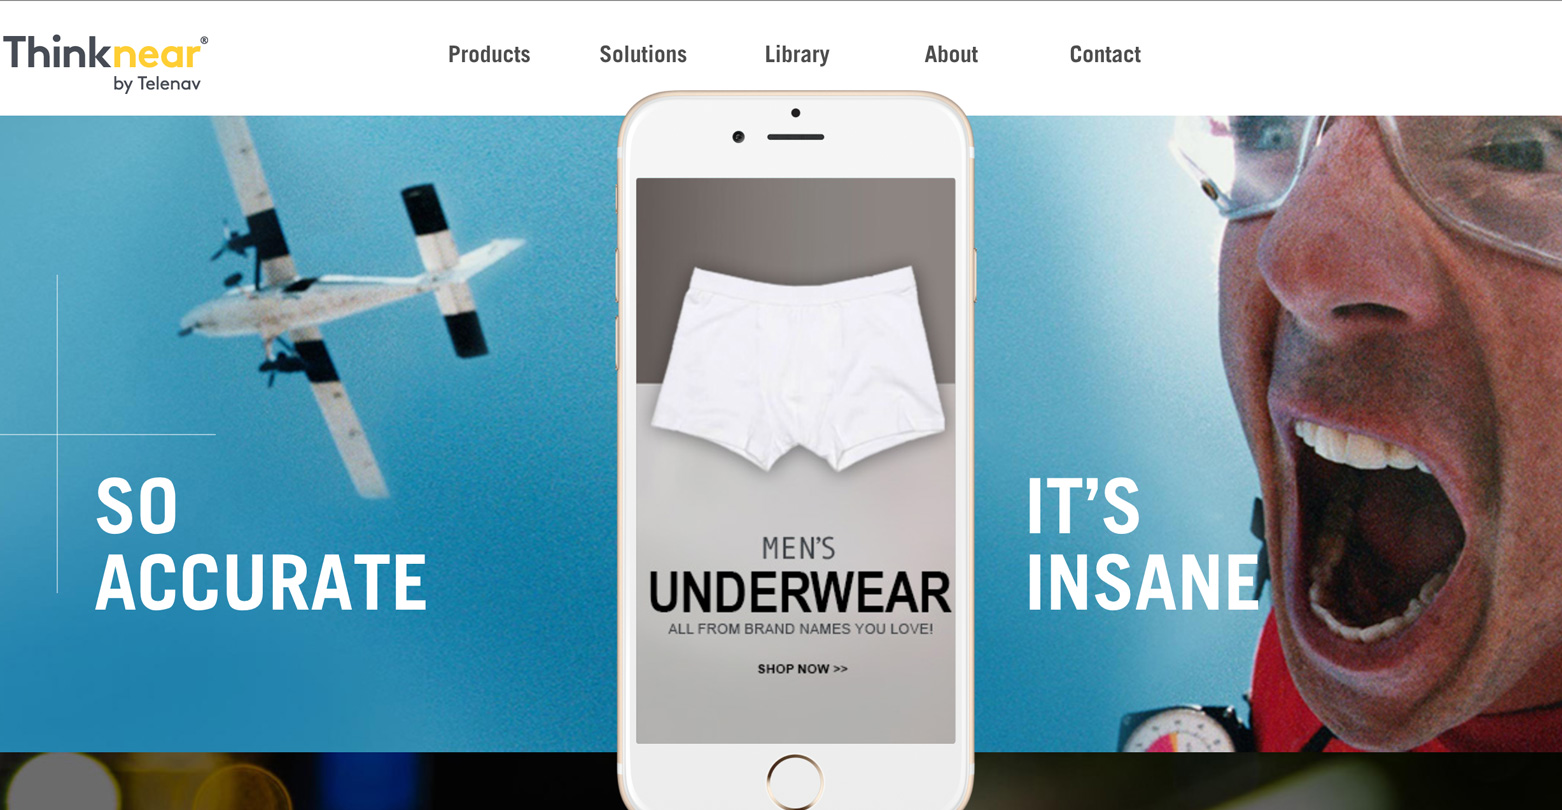 Thinknear®
by Telenav
Products
Solutions
Library
About
Contact
SO
ACCURATE
MEN'S
UNDERWEAR
ALL FROM BRAND NAMES YOU LOVE!
SHOP NOW >>
IT'S
INSANE